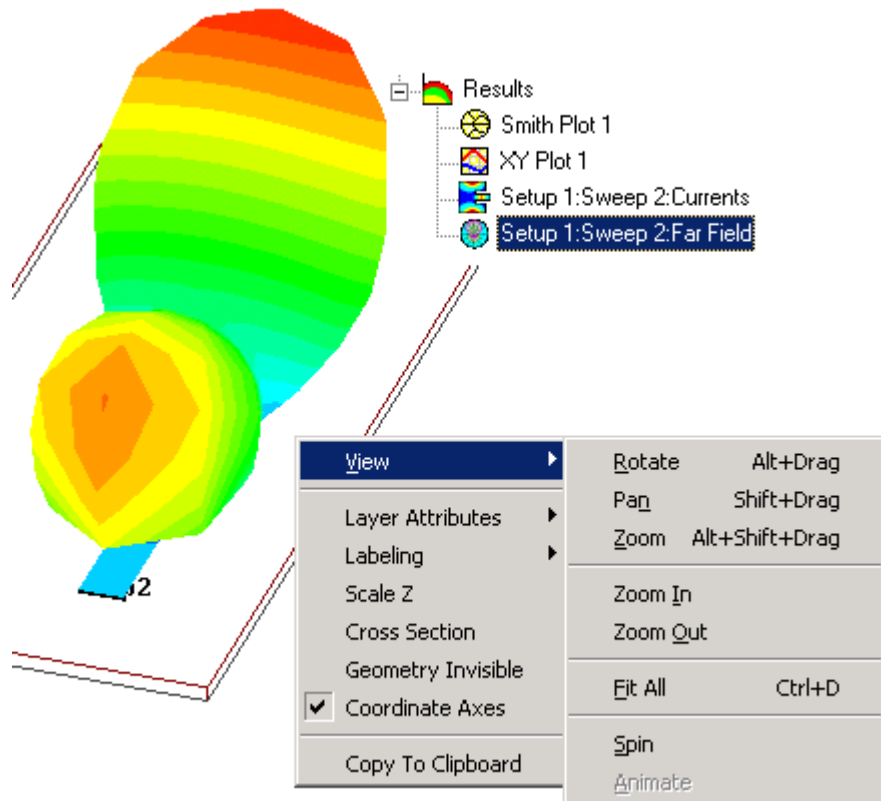 Results
Smith Plot 1
XY Plot 1
Setup 1:Sweep 2:Currents
Setup 1:Sweep 2:Far Field
View
Layer Attributes
Labeling
Scale Z
Cross Section
Geometry Invisible
Coordinate Axes
Copy To Clipboard
Rotate Alt+Drag
Pan Shift+Drag
Zoom Alt+Shift+Drag
Zoom In
Zoom Out
Fit All Ctrl+D
Spin
Animate